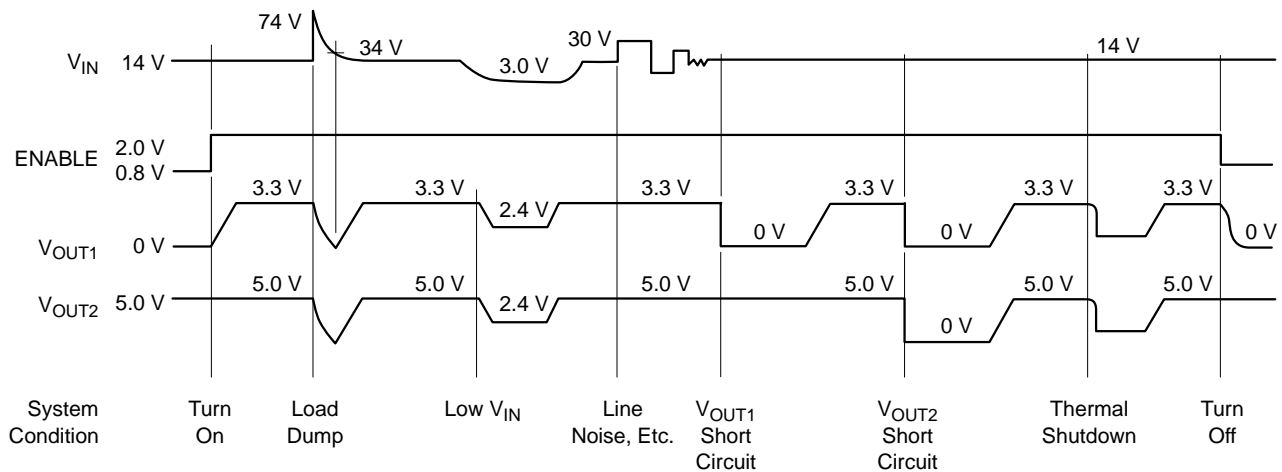 74 V
34 V
30 V
14 V
V_IN 14 V
3.0 V
ENABLE
2.0 V
0.8 V
3.3 V 3.3 V 2.4 V 3.3 V 3.3 V 3.3 V 3.3 V
V_OUT1 0 V 0 V 0 V 0 V
5.0 V 5.0 V 5.0 V 5.0 V 5.0 V 5.0 V
V_OUT2 5.0 V 2.4 V 0 V
System Condition
Turn On
Load Dump
Low V_IN
Line Noise, Etc.
V_OUT1 Short Circuit
V_OUT2 Short Circuit
Thermal Shutdown
Turn Off